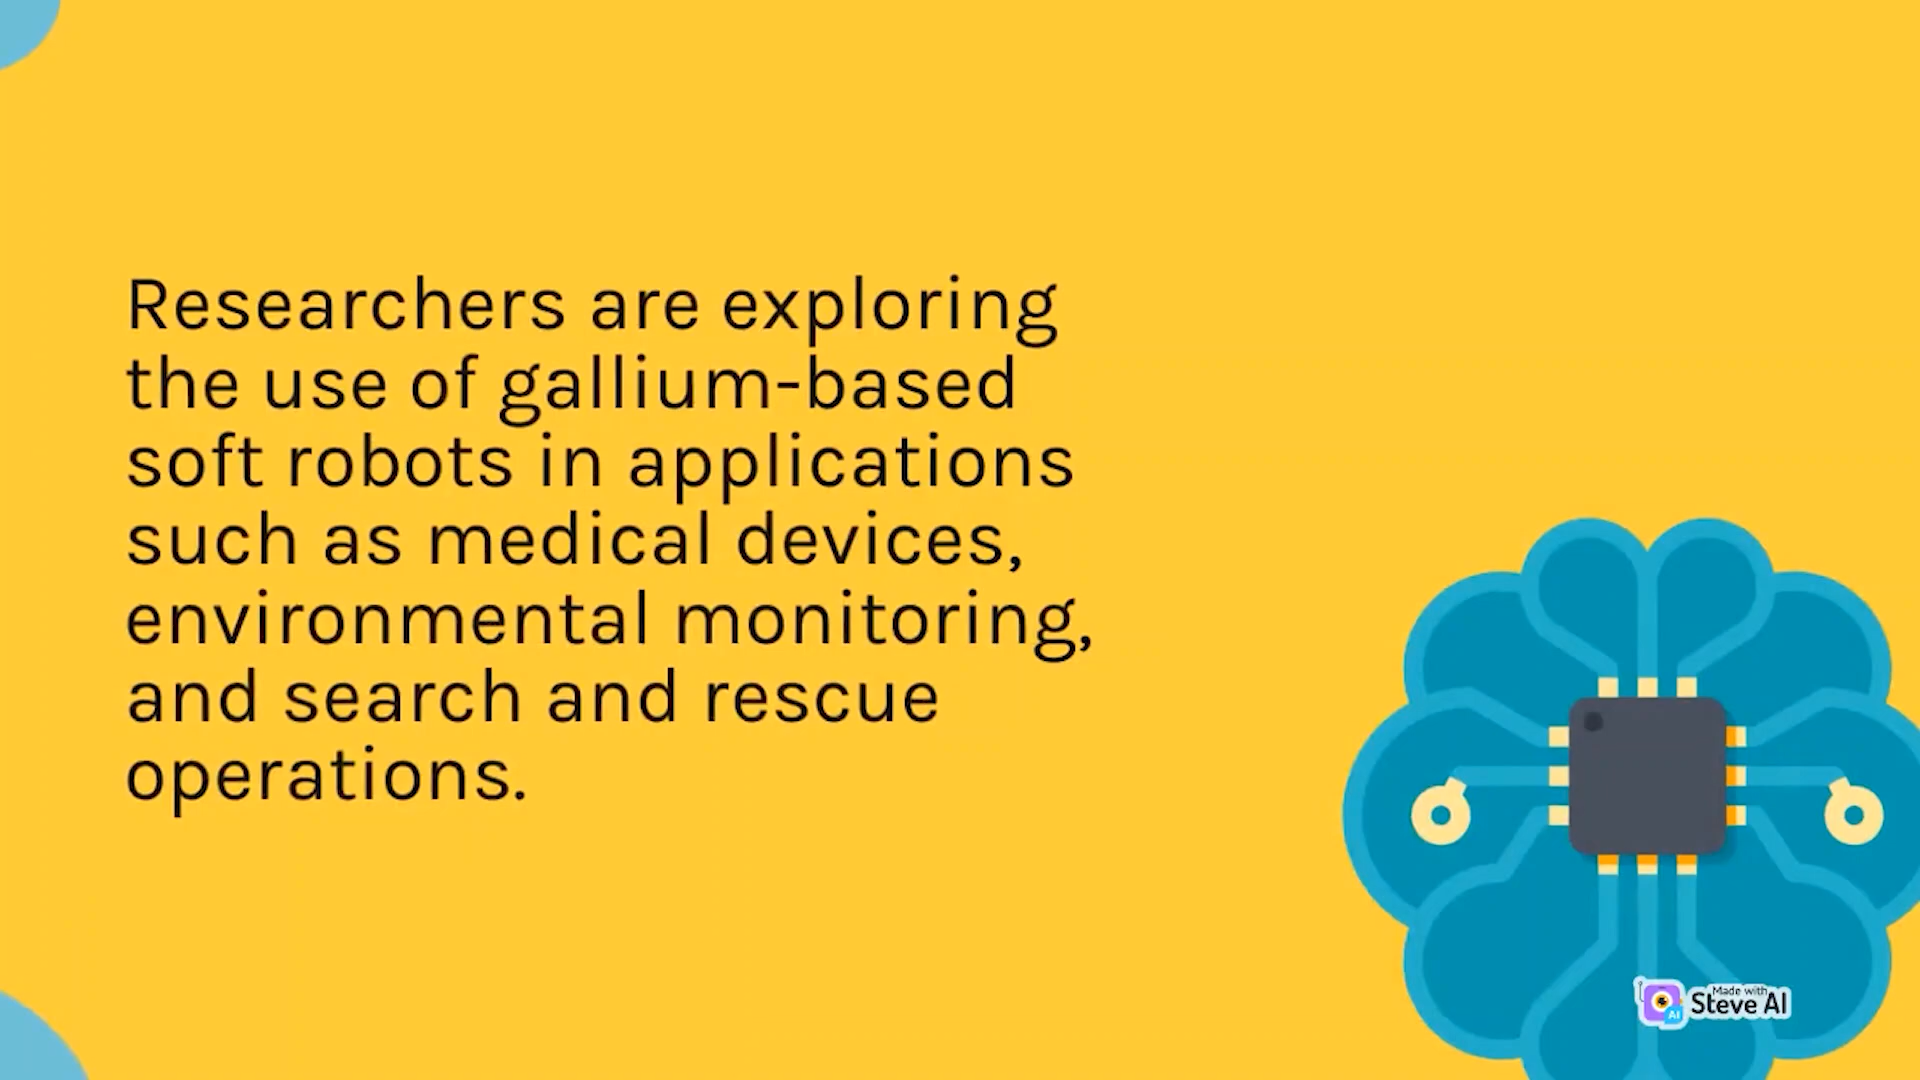 Researchers are exploring
the use of gallium-based
soft robots in applications
such as medical devices,
environmental monitoring,
and search and rescue
operations.
Made with
Steve AI
AI